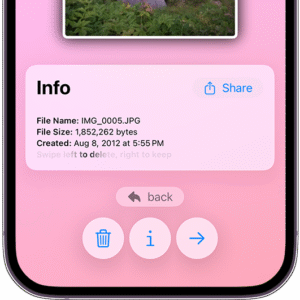 Info
Share
File Name: IMG_0005.JPG
File Size: 1,852,262 bytes
Created: Aug 8, 2012 at 5:55 PM
Swipe left to delete, right to keep
back